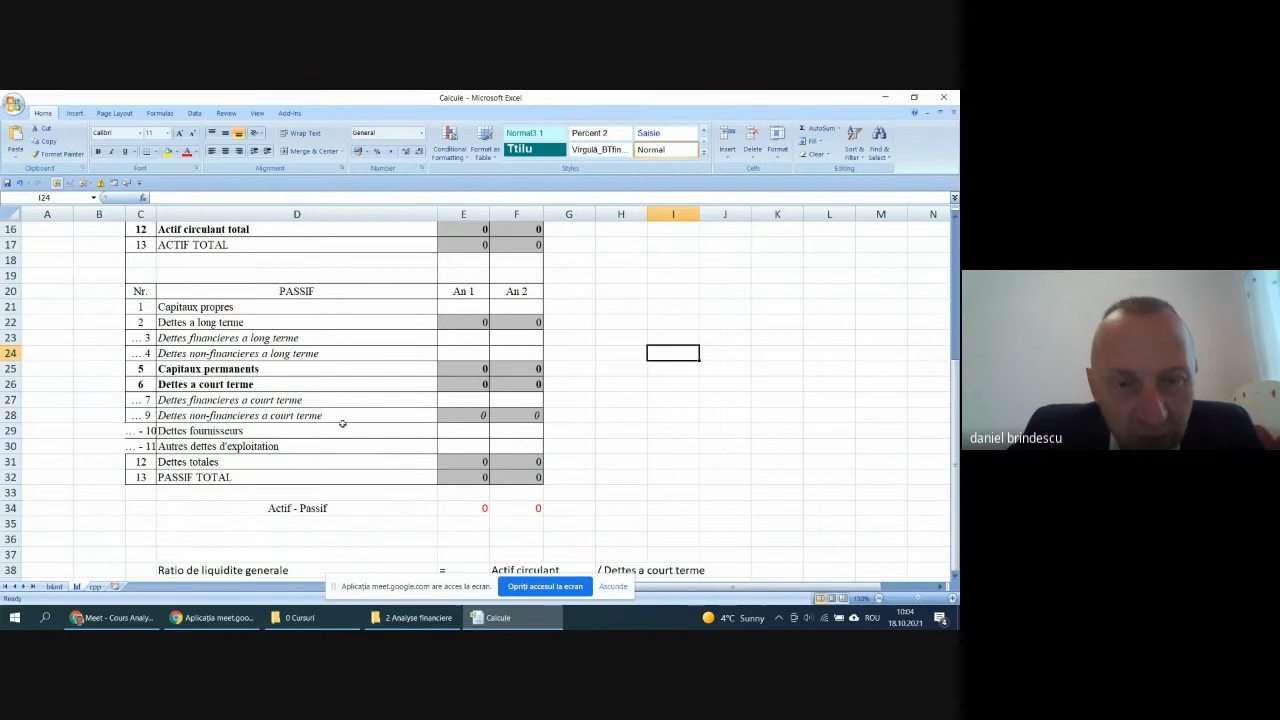 Calcule - Microsoft Excel
Home Insert Page Layout Formulas Data Review View Add-Ins
Paste
Cut
Copy
Format Painter
Clipboard
Calibri 11
B I U
Font
Wrap Text
Merge & Center
Alignment
General
Number
Conditional Formatting
Format as Table
Normal3 1 Percent 2 Saisie
Ttilu Virgulă_BTfin... Normal
Styles
Insert Delete Format
Cells
AutoSum
Fill
Clear
Sort & Filter
Find & Select
Editing
I24
fx
A B C D E F G H I J K L M N
16 12 Actif circulant total 0 0
17 13 ACTIF TOTAL 0 0
18
19
20 Nr. PASSIF An 1 An 2
21 1 Capitaux propres
22 2 Dettes a long terme 0 0
23 ... 3 Dettes financieres a long terme
24 ... 4 Dettes non-financieres a long terme
25 5 Capitaux permanents 0 0
26 6 Dettes a court terme 0 0
27 ... 7 Dettes financieres a court terme
28 ... 9 Dettes non-financieres a court terme 0 0
29 ... - 10 Dettes fournisseurs
30 ... - 11 Autres dettes d'exploitation
31 12 Dettes totales 0 0
32 13 PASSIF TOTAL 0 0
33
34 Actif - Passif 0 0
35
36
37
38 Ratio de liquidite generale = Actif circulant / Dettes a court terme
blant bf cpp
Aplicația meet.google.com are acces la ecran. Opriți accesul la ecran Ascunde
Ready
130%
Meet - Cours Analy...
Aplicația meet.goo...
0 Cursuri
2 Analyse financiere
Calcule
4°C Sunny
ROU
10:04
18.10.2021
4
daniel brindescu